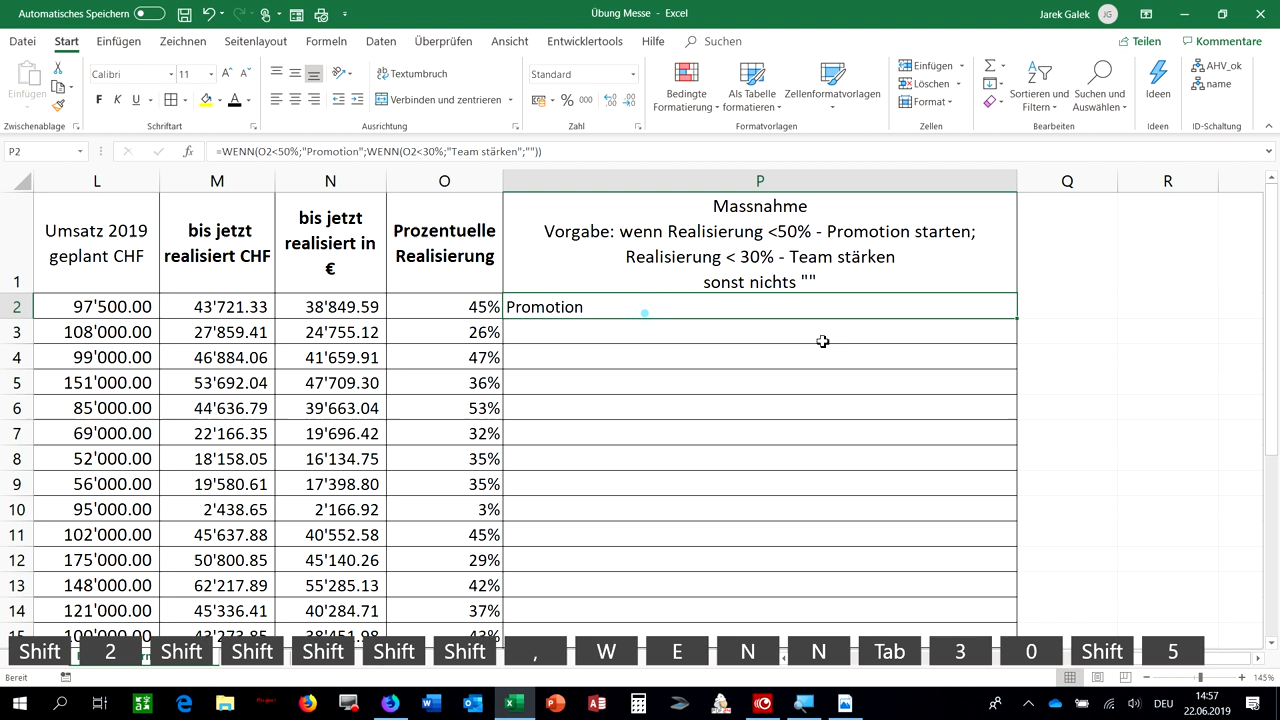 Automatisches Speichern
Übung Messe - Excel
Jarek Galek
JG
Datei Start Einfügen Zeichnen Seitenlayout Formeln Daten Überprüfen Ansicht Entwicklertools Hilfe Suchen
Teilen Kommentare
Einfügen
Zwischenablage
Calibri 11
F K U
Schriftart
Textumbruch
Verbinden und zentrieren
Ausrichtung
Standard
% 000
Zahl
Bedingte Formatierung
Als Tabelle formatieren
Zellenformatvorlagen
Formatvorlagen
Einfügen
Löschen
Format
Zellen
Sortieren und Filtern
Suchen und Auswählen
Bearbeiten
Ideen
Ideen
AHV_ok
name
ID-Schaltung
P2 fx =WENN(O2<50%;"Promotion";WENN(O2<30%;"Team stärken";""))
L M N O P Q R
1
Umsatz 2019
geplant CHF
bis jetzt
realisiert CHF
bis jetzt
realisiert in
€
Prozentuelle
Realisierung
Massnahme
Vorgabe: wenn Realisierung <50% - Promotion starten;
Realisierung < 30% - Team stärken
sonst nichts ""
2 97'500.00 43'721.33 38'849.59 45% Promotion
3 108'000.00 27'859.41 24'755.12 26%
4 99'000.00 46'884.06 41'659.91 47%
5 151'000.00 53'692.04 47'709.30 36%
6 85'000.00 44'636.79 39'663.04 53%
7 69'000.00 22'166.35 19'696.42 32%
8 52'000.00 18'158.05 16'134.75 35%
9 56'000.00 19'580.61 17'398.80 35%
10 95'000.00 2'438.65 2'166.92 3%
11 102'000.00 45'637.88 40'552.58 45%
12 175'000.00 50'800.85 45'140.26 29%
13 148'000.00 62'217.89 55'285.13 42%
14 121'000.00 45'336.41 40'284.71 37%
Shift 2 Shift Shift Shift Shift Shift , W E N N Tab 3 0 Shift 5
Bereit
145%
DEU
14:57
22.06.2019